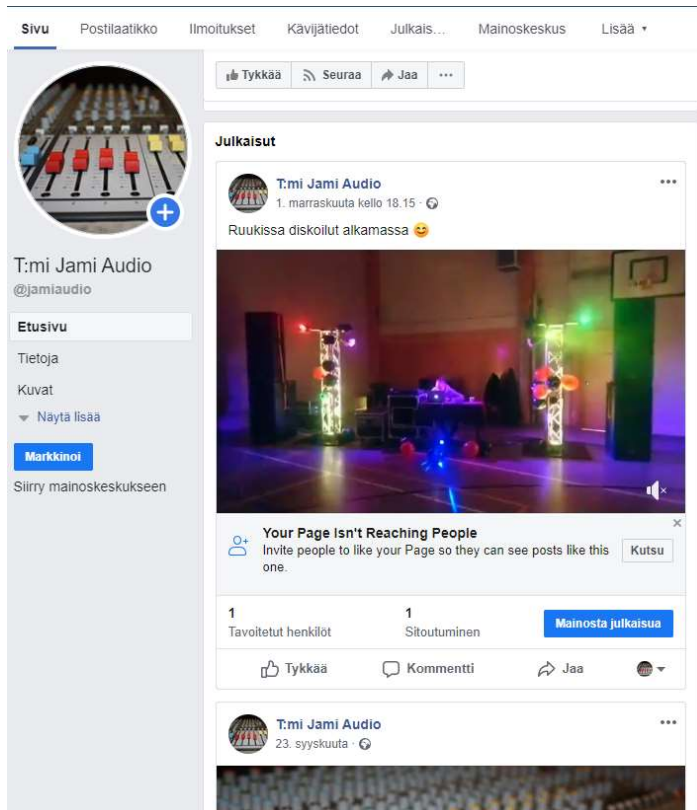 Sivu Postilaatikko Ilmoitukset Kävijätiedot Julkais... Mainoskeskus Lisää
Tykkää Seuraa Jaa ...
T:mi Jami Audio
@jamiaudio
Etusivu
Tietoja
Kuvat
Näytä lisää
Markkinoi
Siirry mainoskeskukseen
Julkaisut
T:mi Jami Audio
1. marraskuuta kello 18.15 ·
Ruukissa diskoilut alkamassa 😊
Your Page Isn't Reaching People
Invite people to like your Page so they can see posts like this
one.
Kutsu
1 1
Tavoitetut henkilöt Sitoutuminen
Mainosta julkaisua
Tykkää Kommentti Jaa
T:mi Jami Audio
23. syyskuuta ·